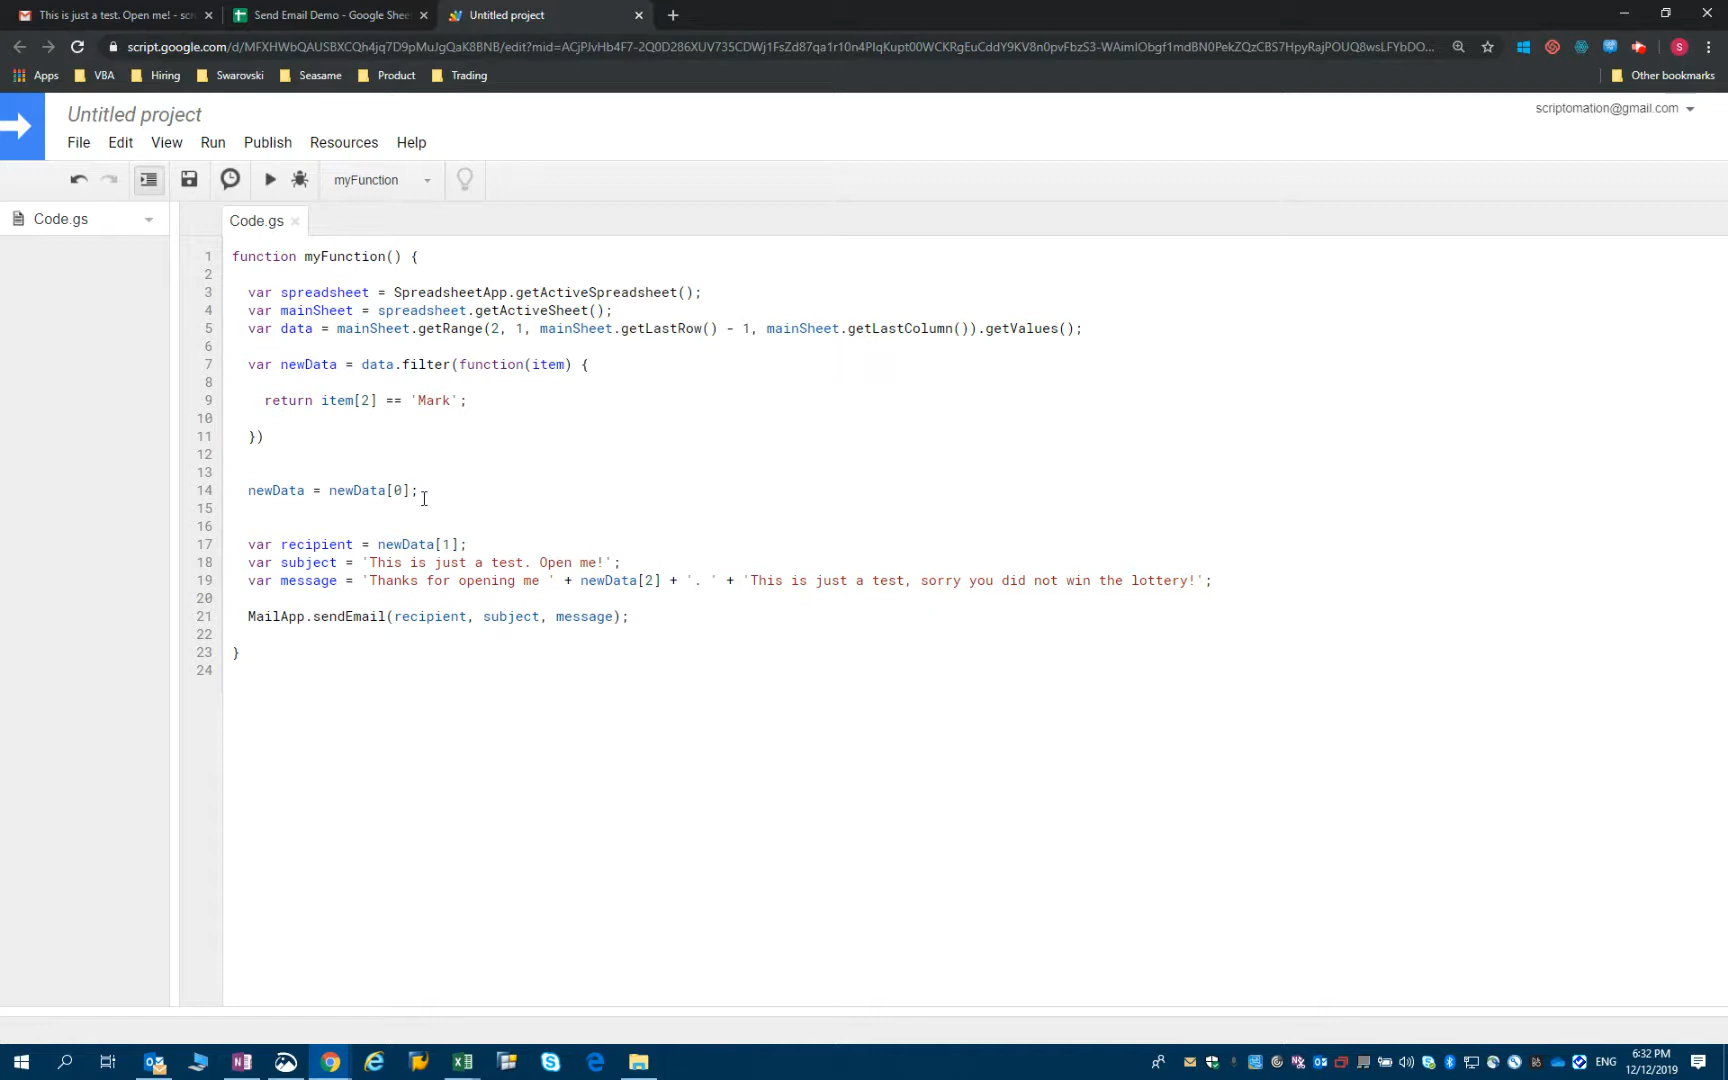 This is just a test. Open me! - scr
Send Email Demo - Google Shee
Untitled project
script.google.com/d/MFXHWbQAUSBXCQh4jq7D9pMuJgQaK8BNB/edit?mid=
Apps VBA Hiring Swarovski Seasame Product Trading Other bookmarks
Untitled project
scriptomation@gmail.com
File Edit View Run Publish Resources Help
myFunction
Code.gs
Code.gs
1 function myFunction() {
2
3 var spreadsheet = SpreadsheetApp.getActiveSpreadsheet();
4 var mainSheet = spreadsheet.getActiveSheet();
5 var data = mainSheet.getRange(2, 1, mainSheet.getLastRow() - 1, mainSheet.getLastColumn()).getValues();
6
7 var newData = data.filter(function(item) {
8
9 return item[2] == 'Mark';
10
11 })
12
13
14 newData = newData[0];
15
16
17 var recipient = newData[1];
18 var subject = 'This is just a test. Open me!';
19 var message = 'Thanks for opening me ' + newData[2] + '. ' + 'This is just a test, sorry you did not win the lottery!';
20
21 MailApp.sendEmail(recipient, subject, message);
22
23 }
24
ENG
6:32 PM
12/12/2019